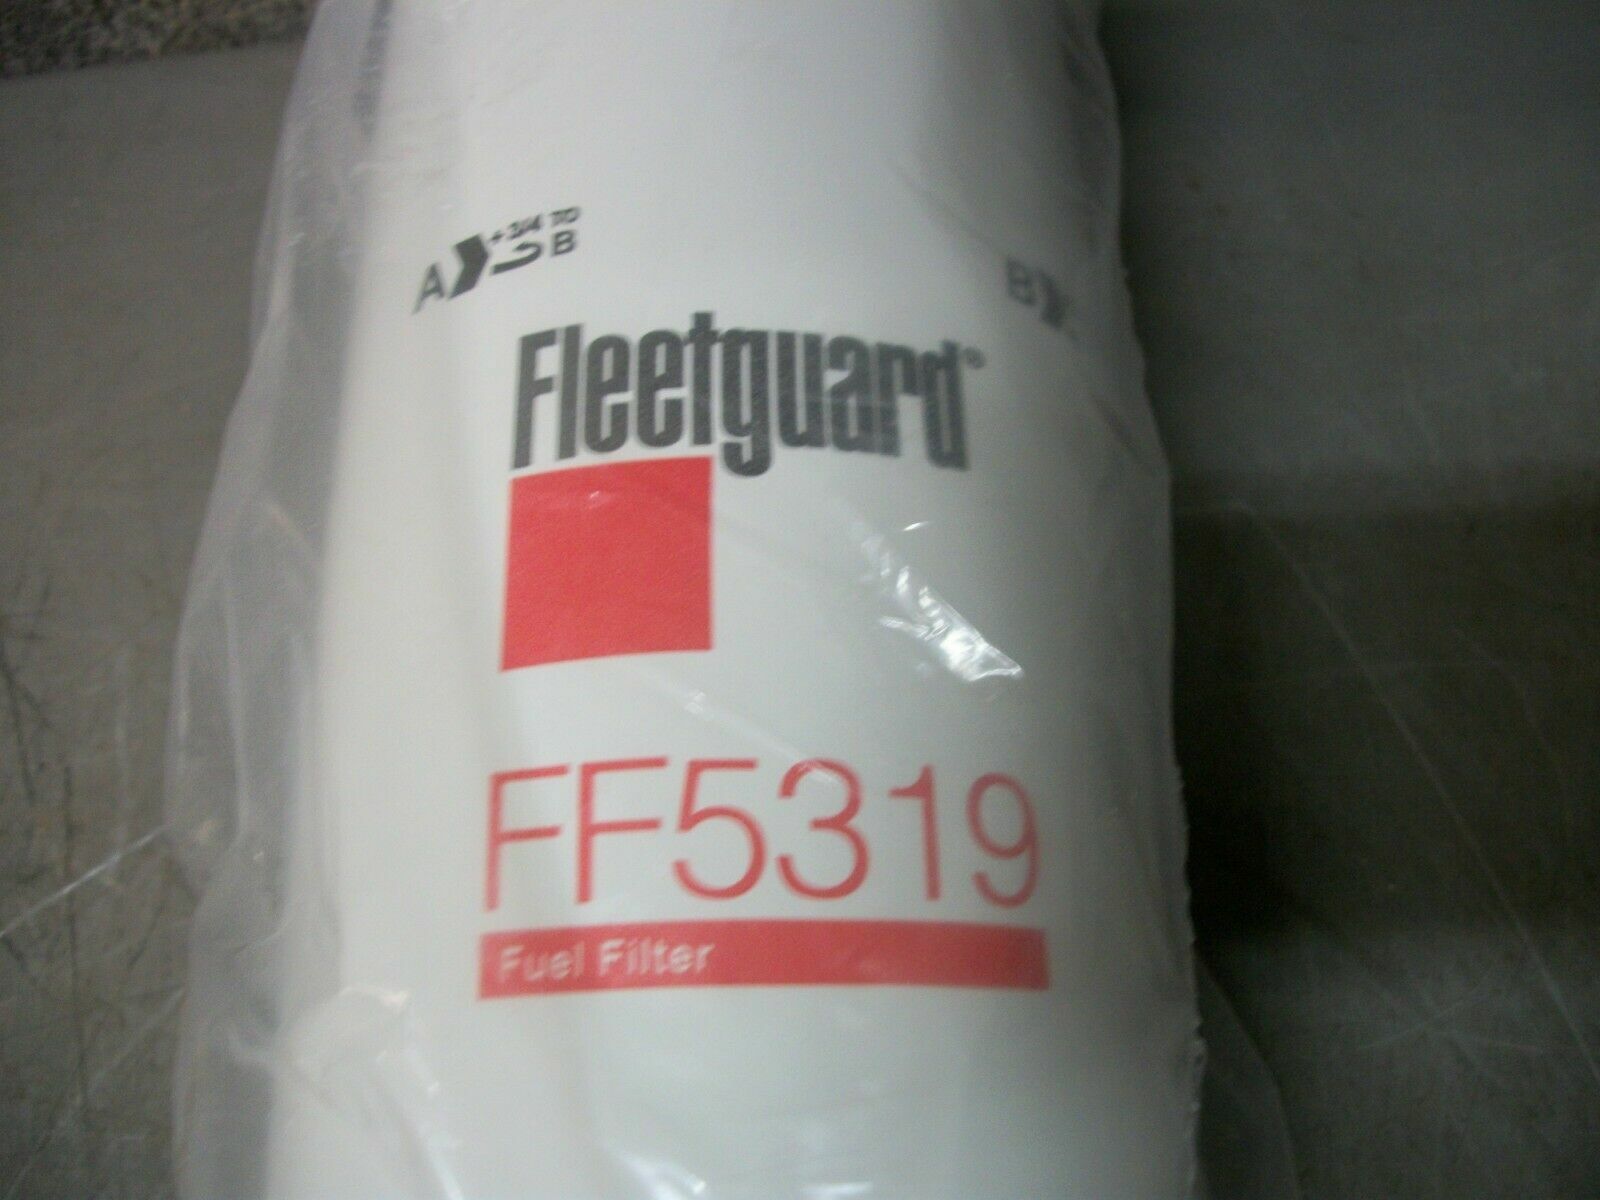 + 3/4 TO
A B
B
Fleetguard®
FF5319
Fuel Filter